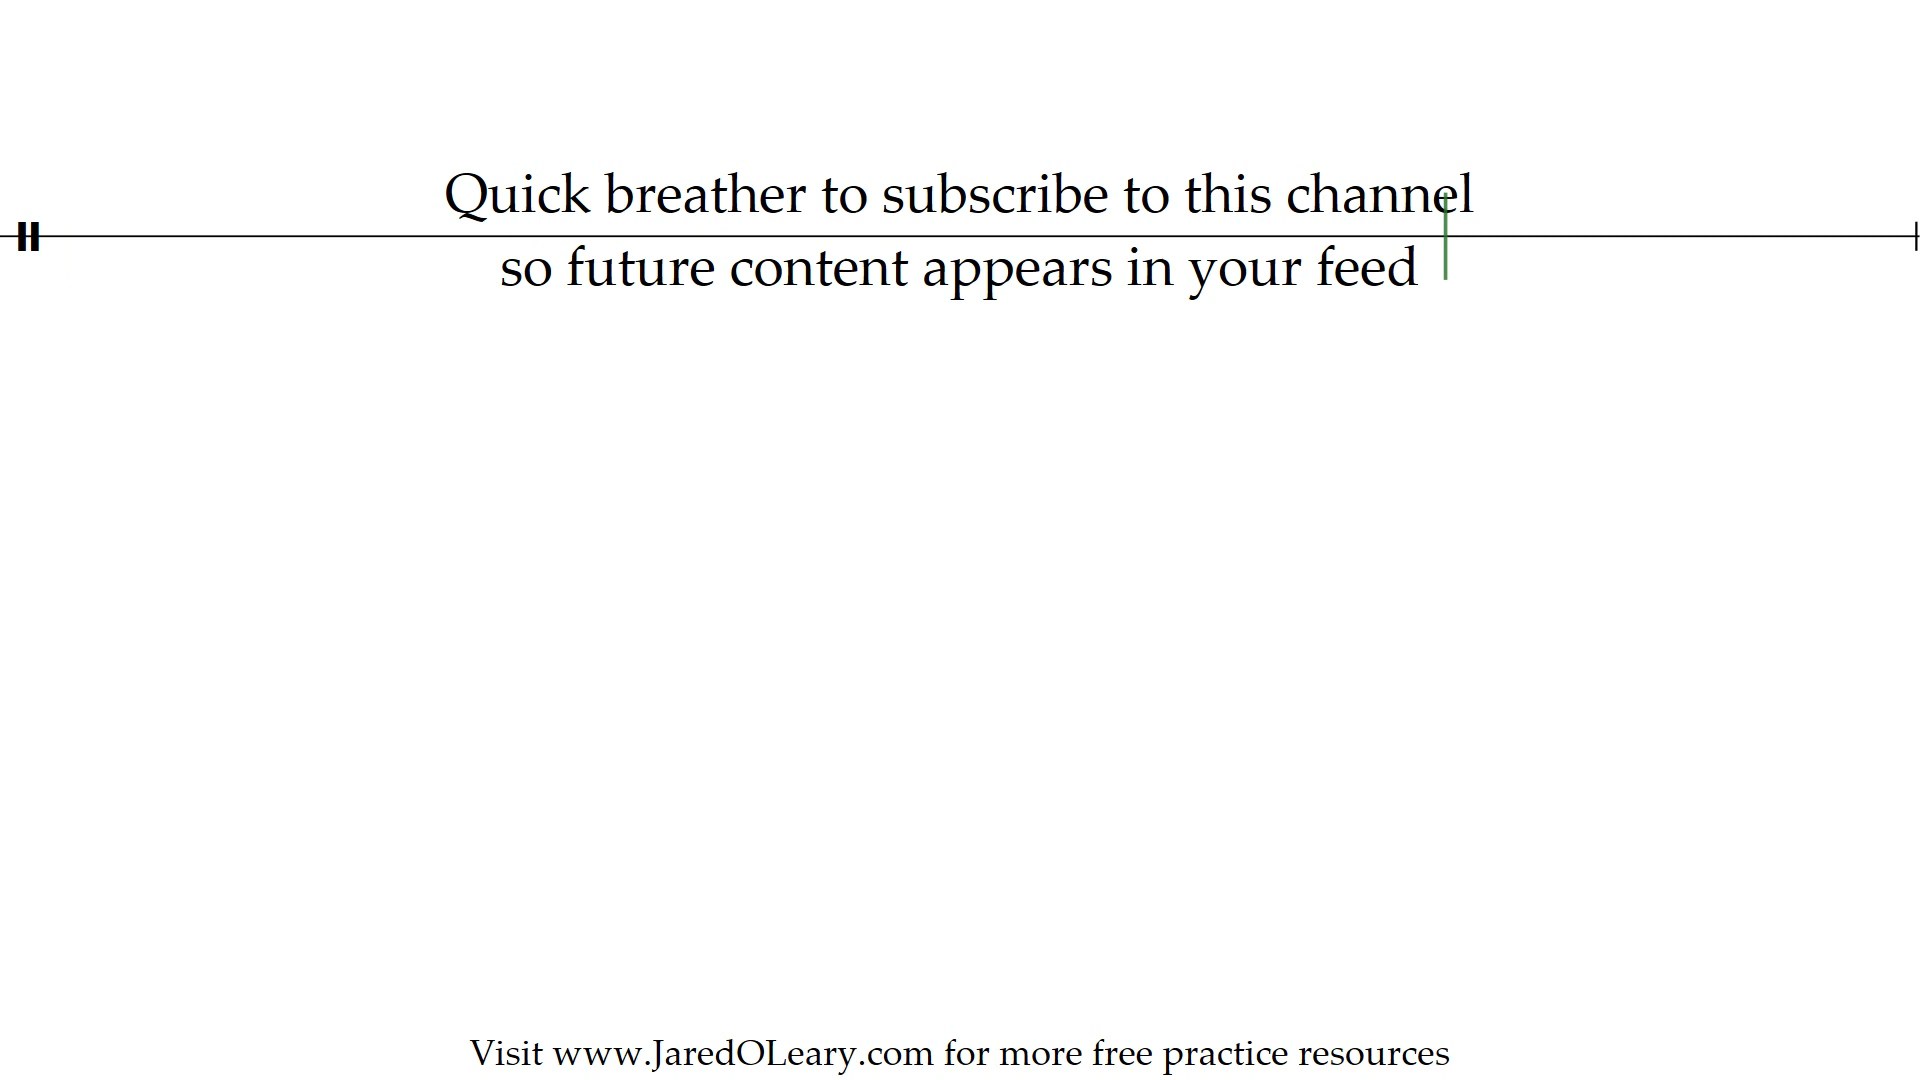 Quick breather to subscribe to this channel
so future content appears in your feed
Visit www.JaredOLeary.com for more free practice resources